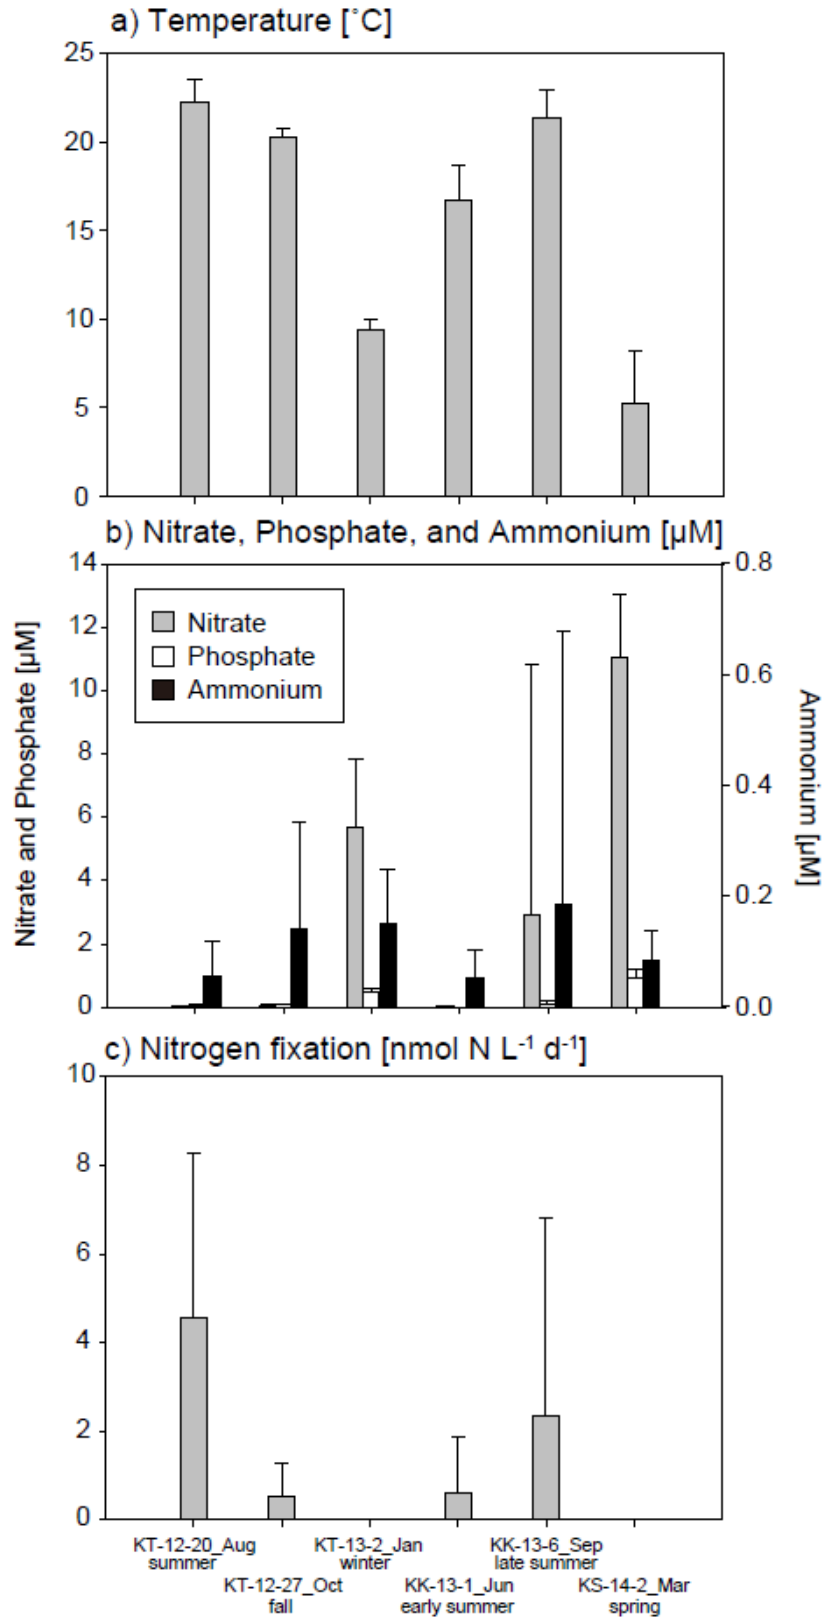 a) Temperature [˚C]
25
20
15
10
5
0
b) Nitrate, Phosphate, and Ammonium [µM]
14
12
10
8
6
4
2
0
Nitrate and Phosphate [µM]
Nitrate
Phosphate
Ammonium
0.8
0.6
0.4
0.2
0.0
Ammonium [µM]
c) Nitrogen fixation [nmol N L⁻¹ d⁻¹]
10
8
6
4
2
0
KT-12-20_Aug
summer
KT-12-27_Oct
fall
KT-13-2_Jan
winter
KK-13-1_Jun
early summer
KK-13-6_Sep
late summer
KS-14-2_Mar
spring